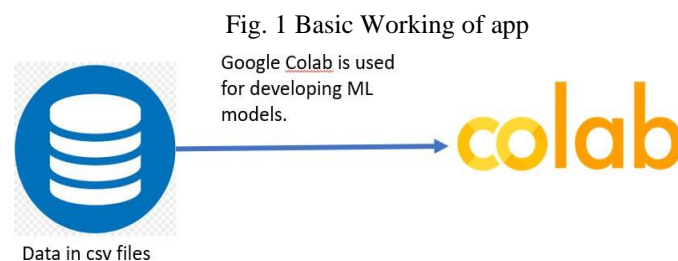 Fig. 1 Basic Working of app
Google Colab is used
for developing ML
models.
colab
Data in csv files